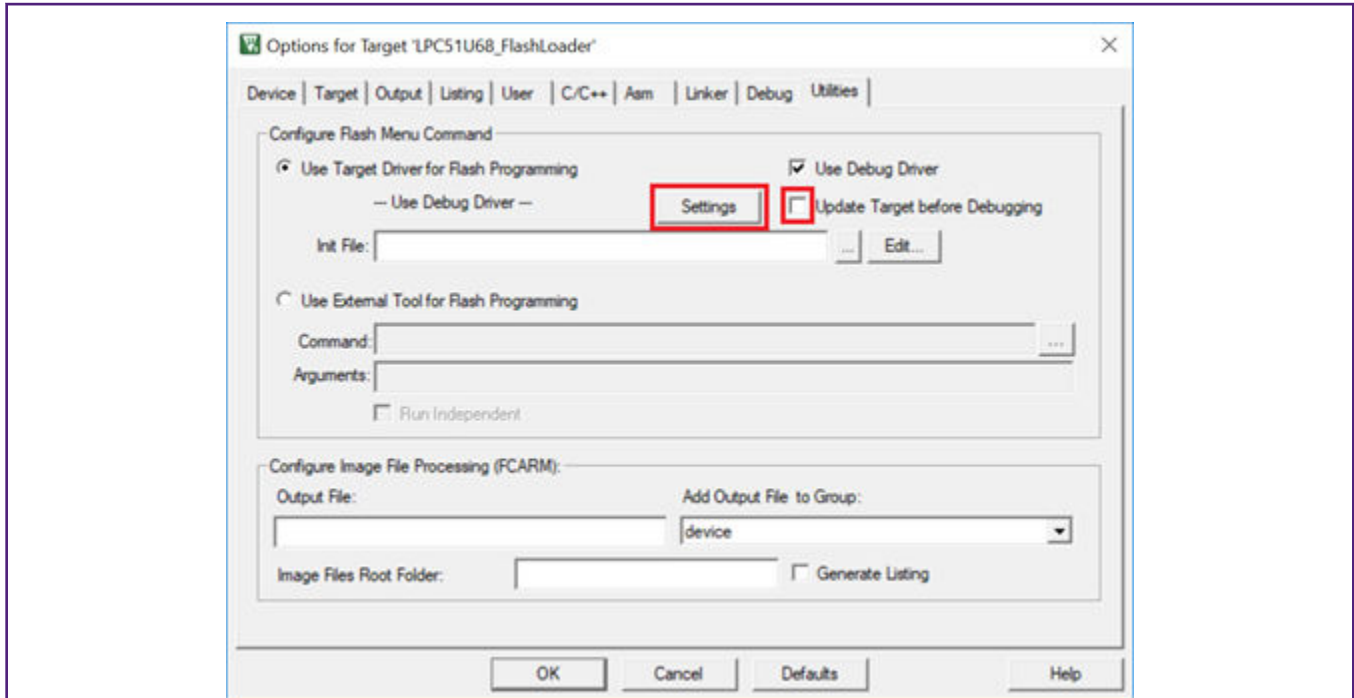 Options for Target 'LPC51U68_FlashLoader'
Device Target Output Listing User C/C++ Asm Linker Debug Utilities
Configure Flash Menu Command
Use Target Driver for Flash Programming Use Debug Driver
-- Use Debug Driver -- Settings Update Target before Debugging
Init File: ... Edit...
Use External Tool for Flash Programming
Command: ...
Arguments:
Run Independent
Configure Image File Processing (FCARM):
Output File: Add Output File to Group:
device
Image Files Root Folder: Generate Listing
OK Cancel Defaults Help